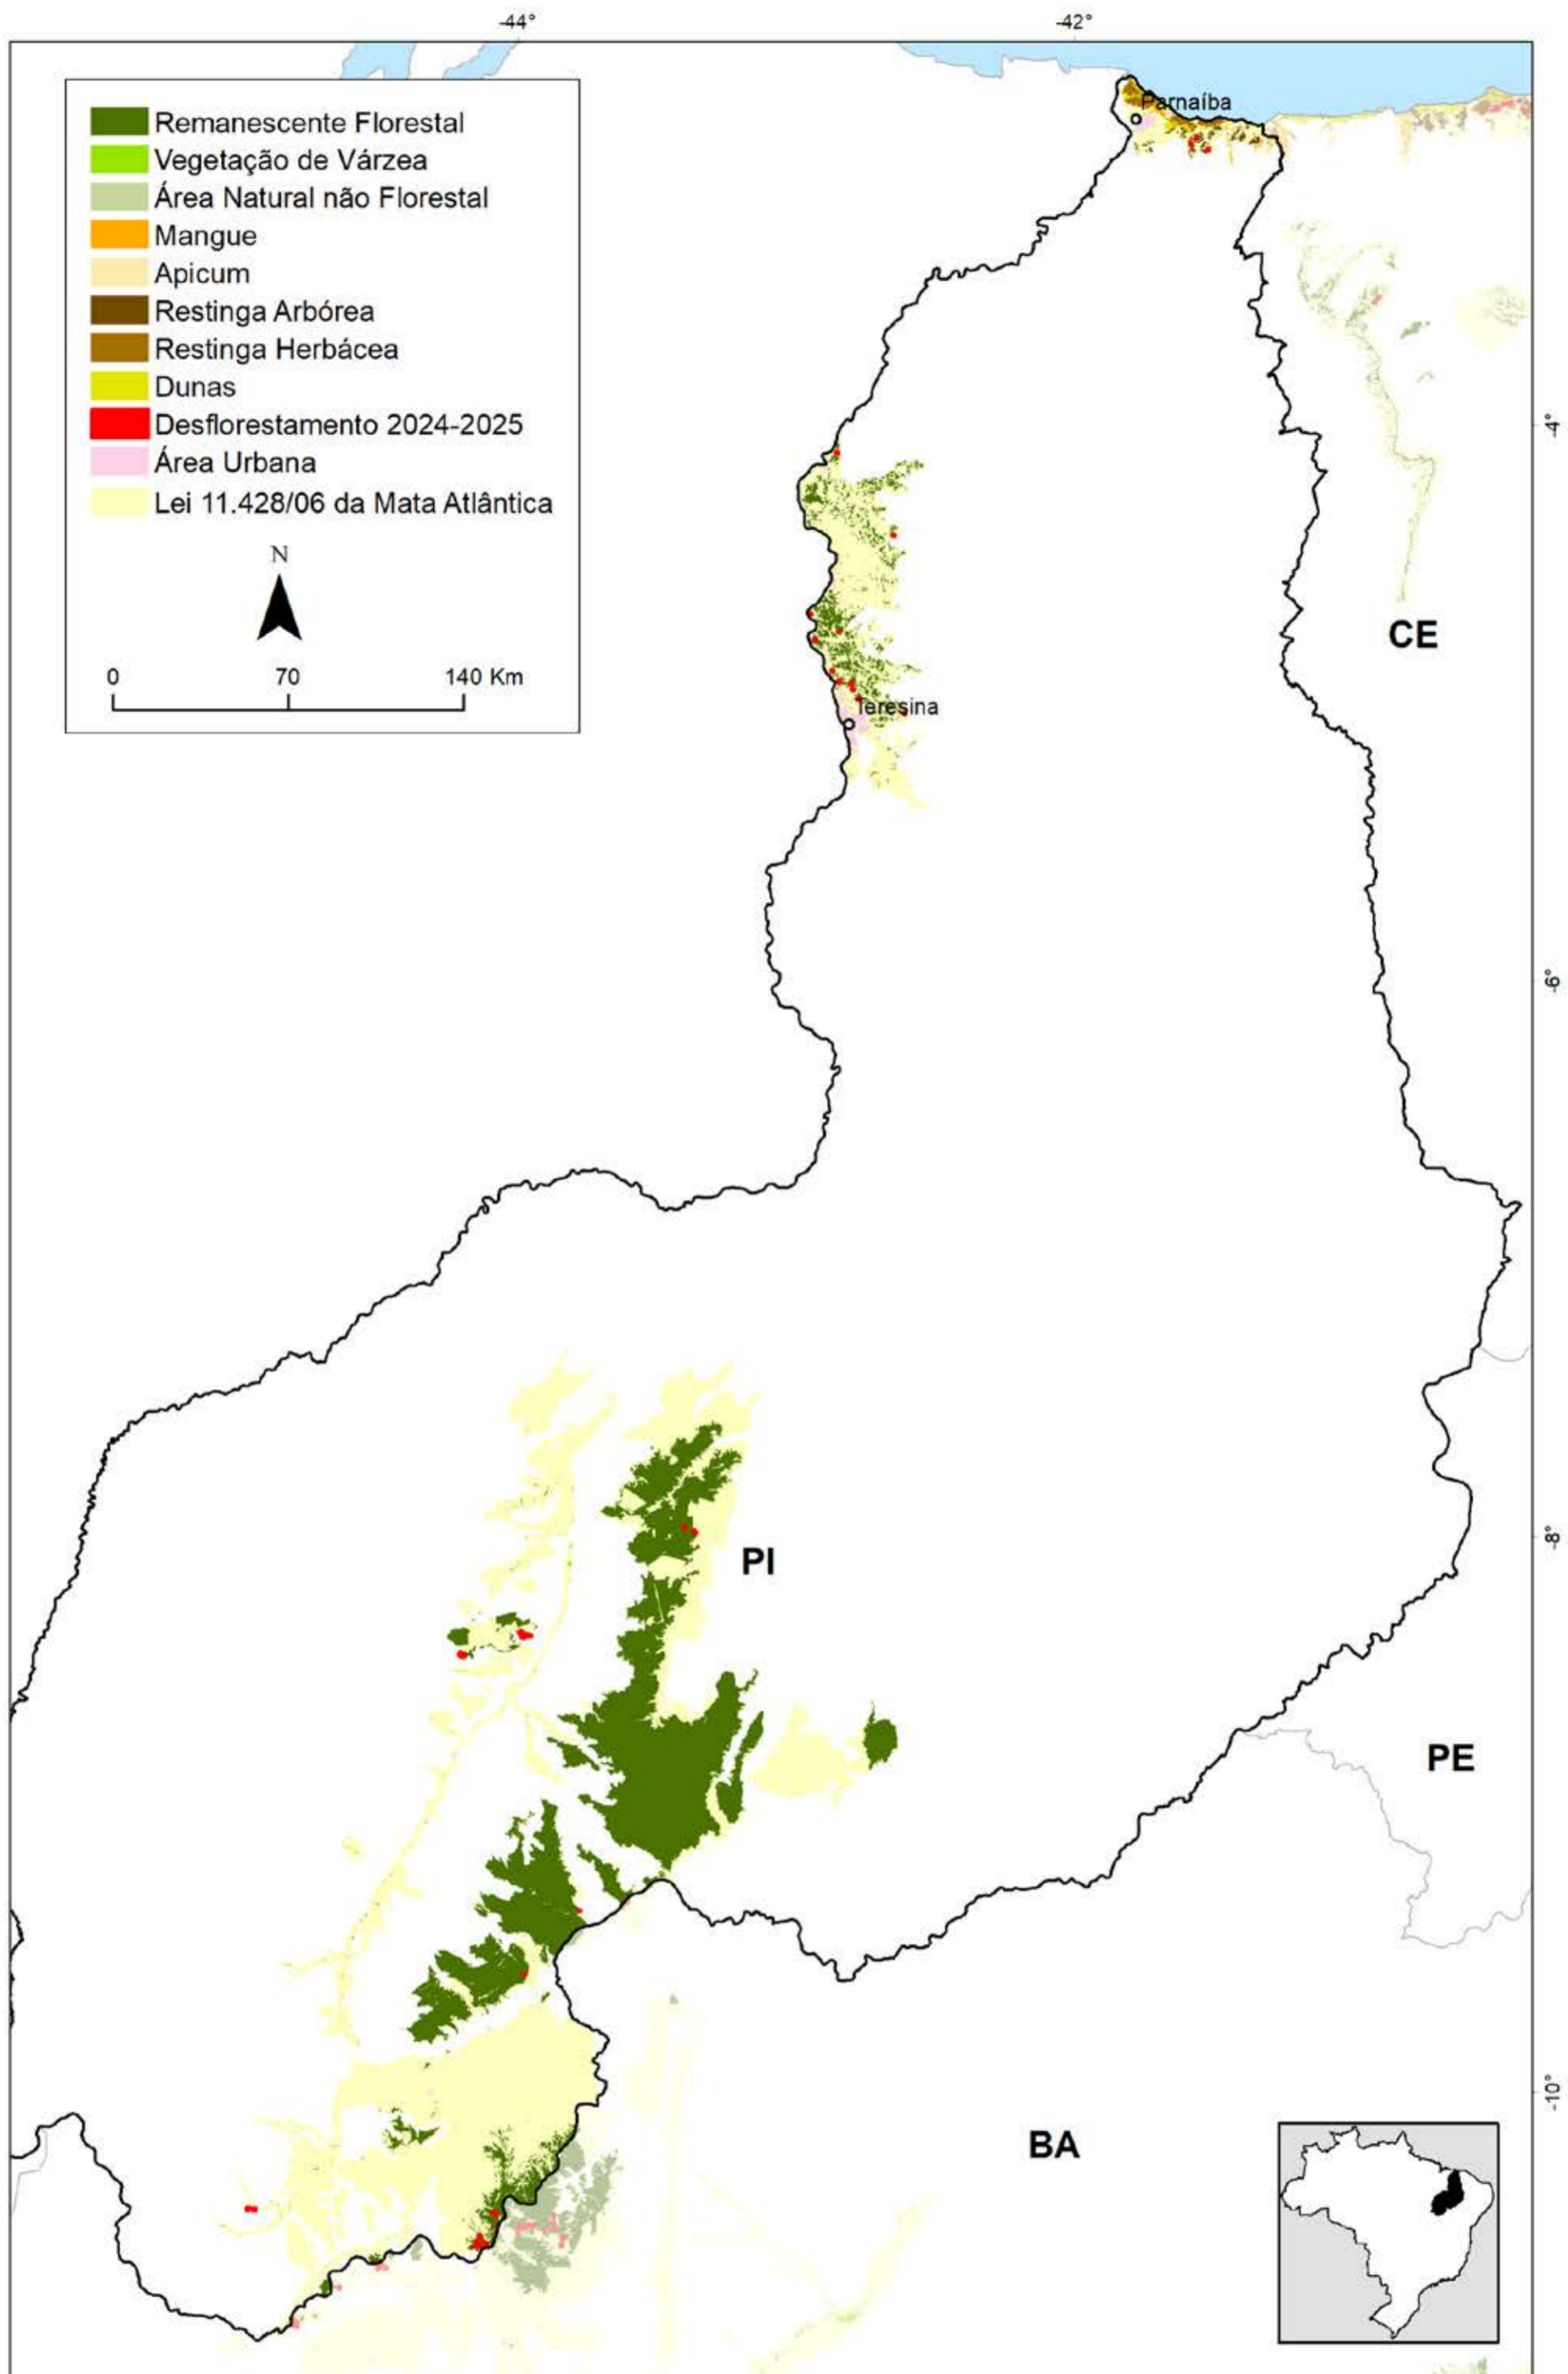 -44°
-42°
Remanescente Florestal
Vegetação de Várzea
Área Natural não Florestal
Mangue
Apicum
Restinga Arbórea
Restinga Herbácea
Dunas
Desflorestamento 2024-2025
Área Urbana
Lei 11.428/06 da Mata Atlântica
N
0 70 140 Km
Parnaíba
-4°
CE
Teresina
-6°
-8°
PI
PE
-10°
BA